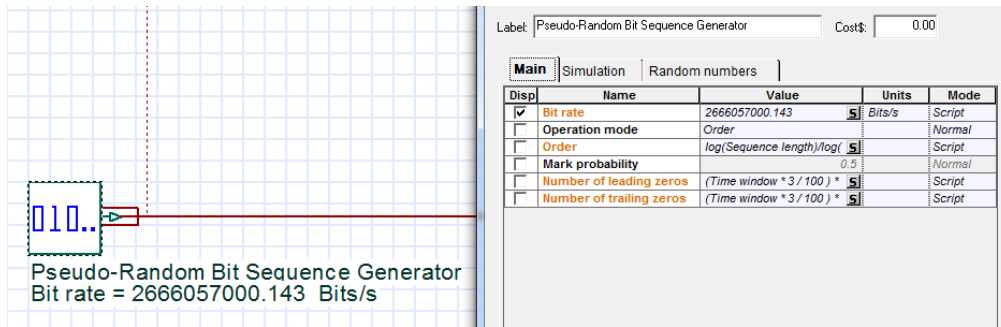 Label: Pseudo-Random Bit Sequence Generator Cost$: 0.00
Main Simulation Random numbers
Disp Name Value Units Mode
Bit rate 2666057000.143 S Bits/s Script
Operation mode Order Normal
Order log(Sequence length)/log( S Script
Mark probability 0.5 Normal
Number of leading zeros (Time window * 3 / 100 ) * S Script
Number of trailing zeros (Time window * 3 / 100 ) * S Script
010..
Pseudo-Random Bit Sequence Generator
Bit rate = 2666057000.143 Bits/s